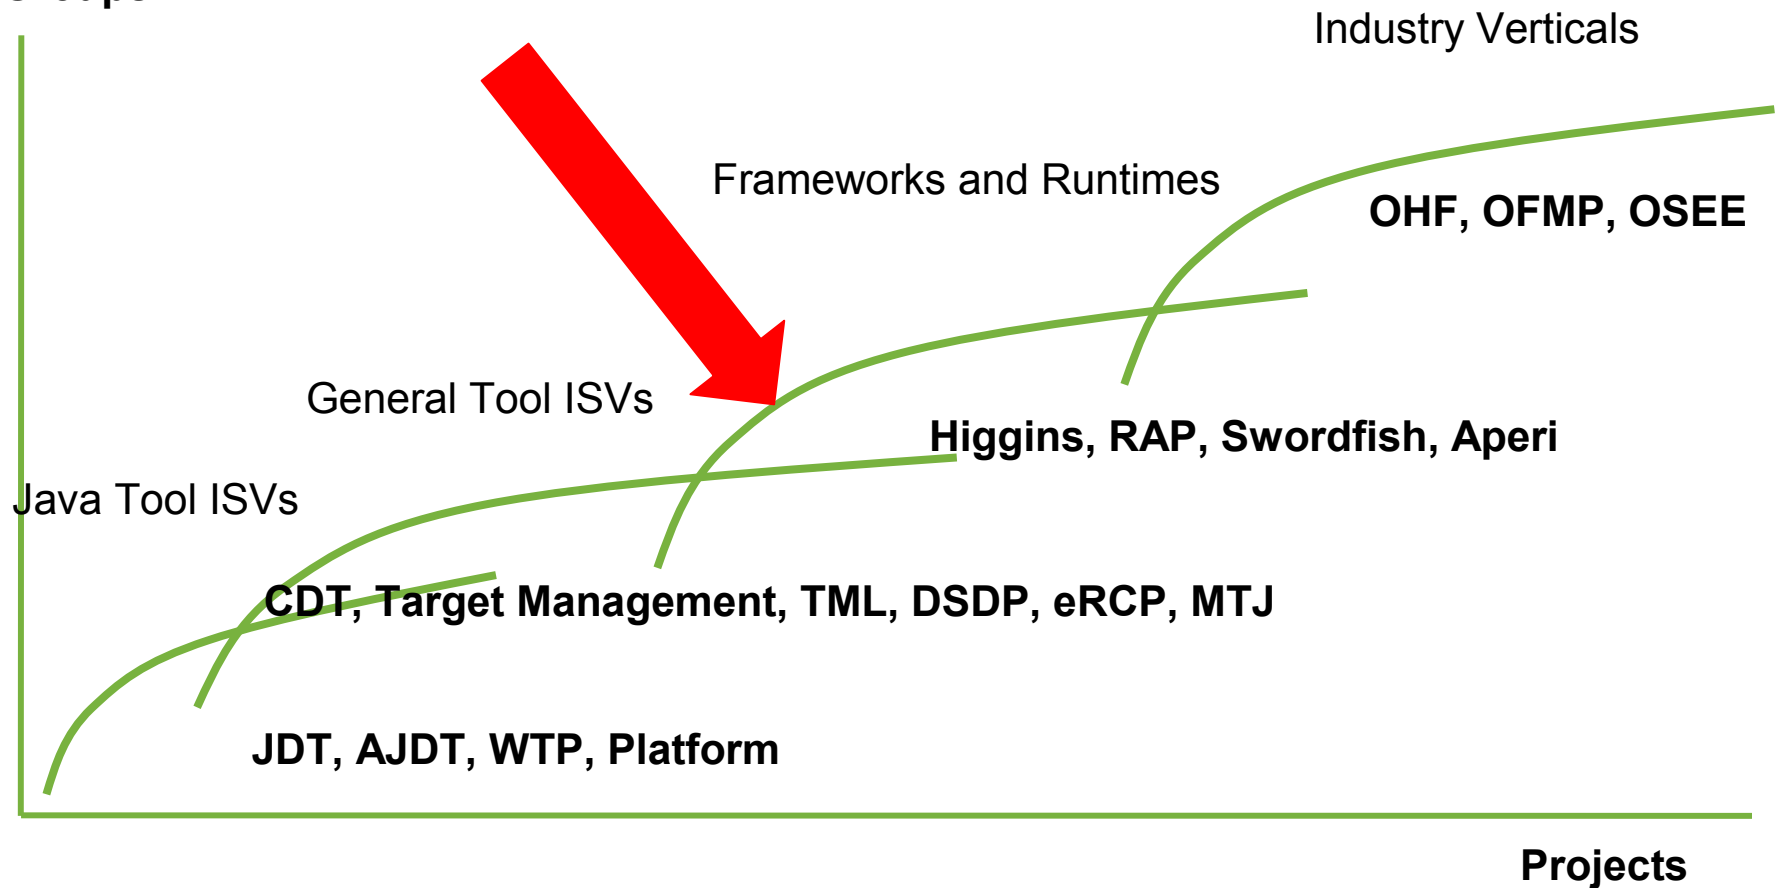 Industry Verticals
Frameworks and Runtimes
OHF, OFMP, OSEE
General Tool ISVs
Higgins, RAP, Swordfish, Aperi
Java Tool ISVs
CDT, Target Management, TML, DSDP, eRCP, MTJ
JDT, AJDT, WTP, Platform
Projects